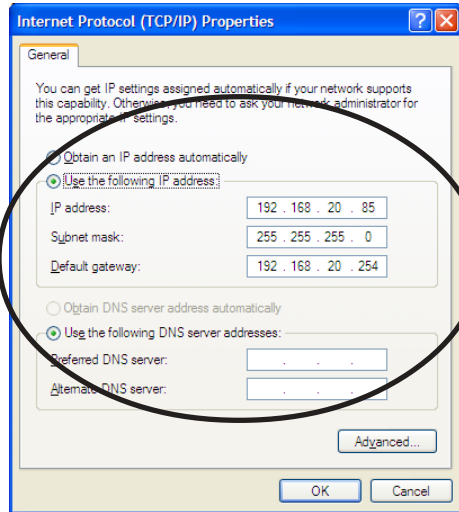 Internet Protocol (TCP/IP) Properties
General
You can get IP settings assigned automatically if your network supports
this capability. Otherwise, you need to ask your network administrator for
the appropriate IP settings.
Obtain an IP address automatically
Use the following IP address:
IP address: 192 . 168 . 20 . 85
Subnet mask: 255 . 255 . 255 . 0
Default gateway: 192 . 168 . 20 . 254
Obtain DNS server address automatically
Use the following DNS server addresses:
Preferred DNS server: . . .
Alternate DNS server: . . .
Advanced...
OK Cancel